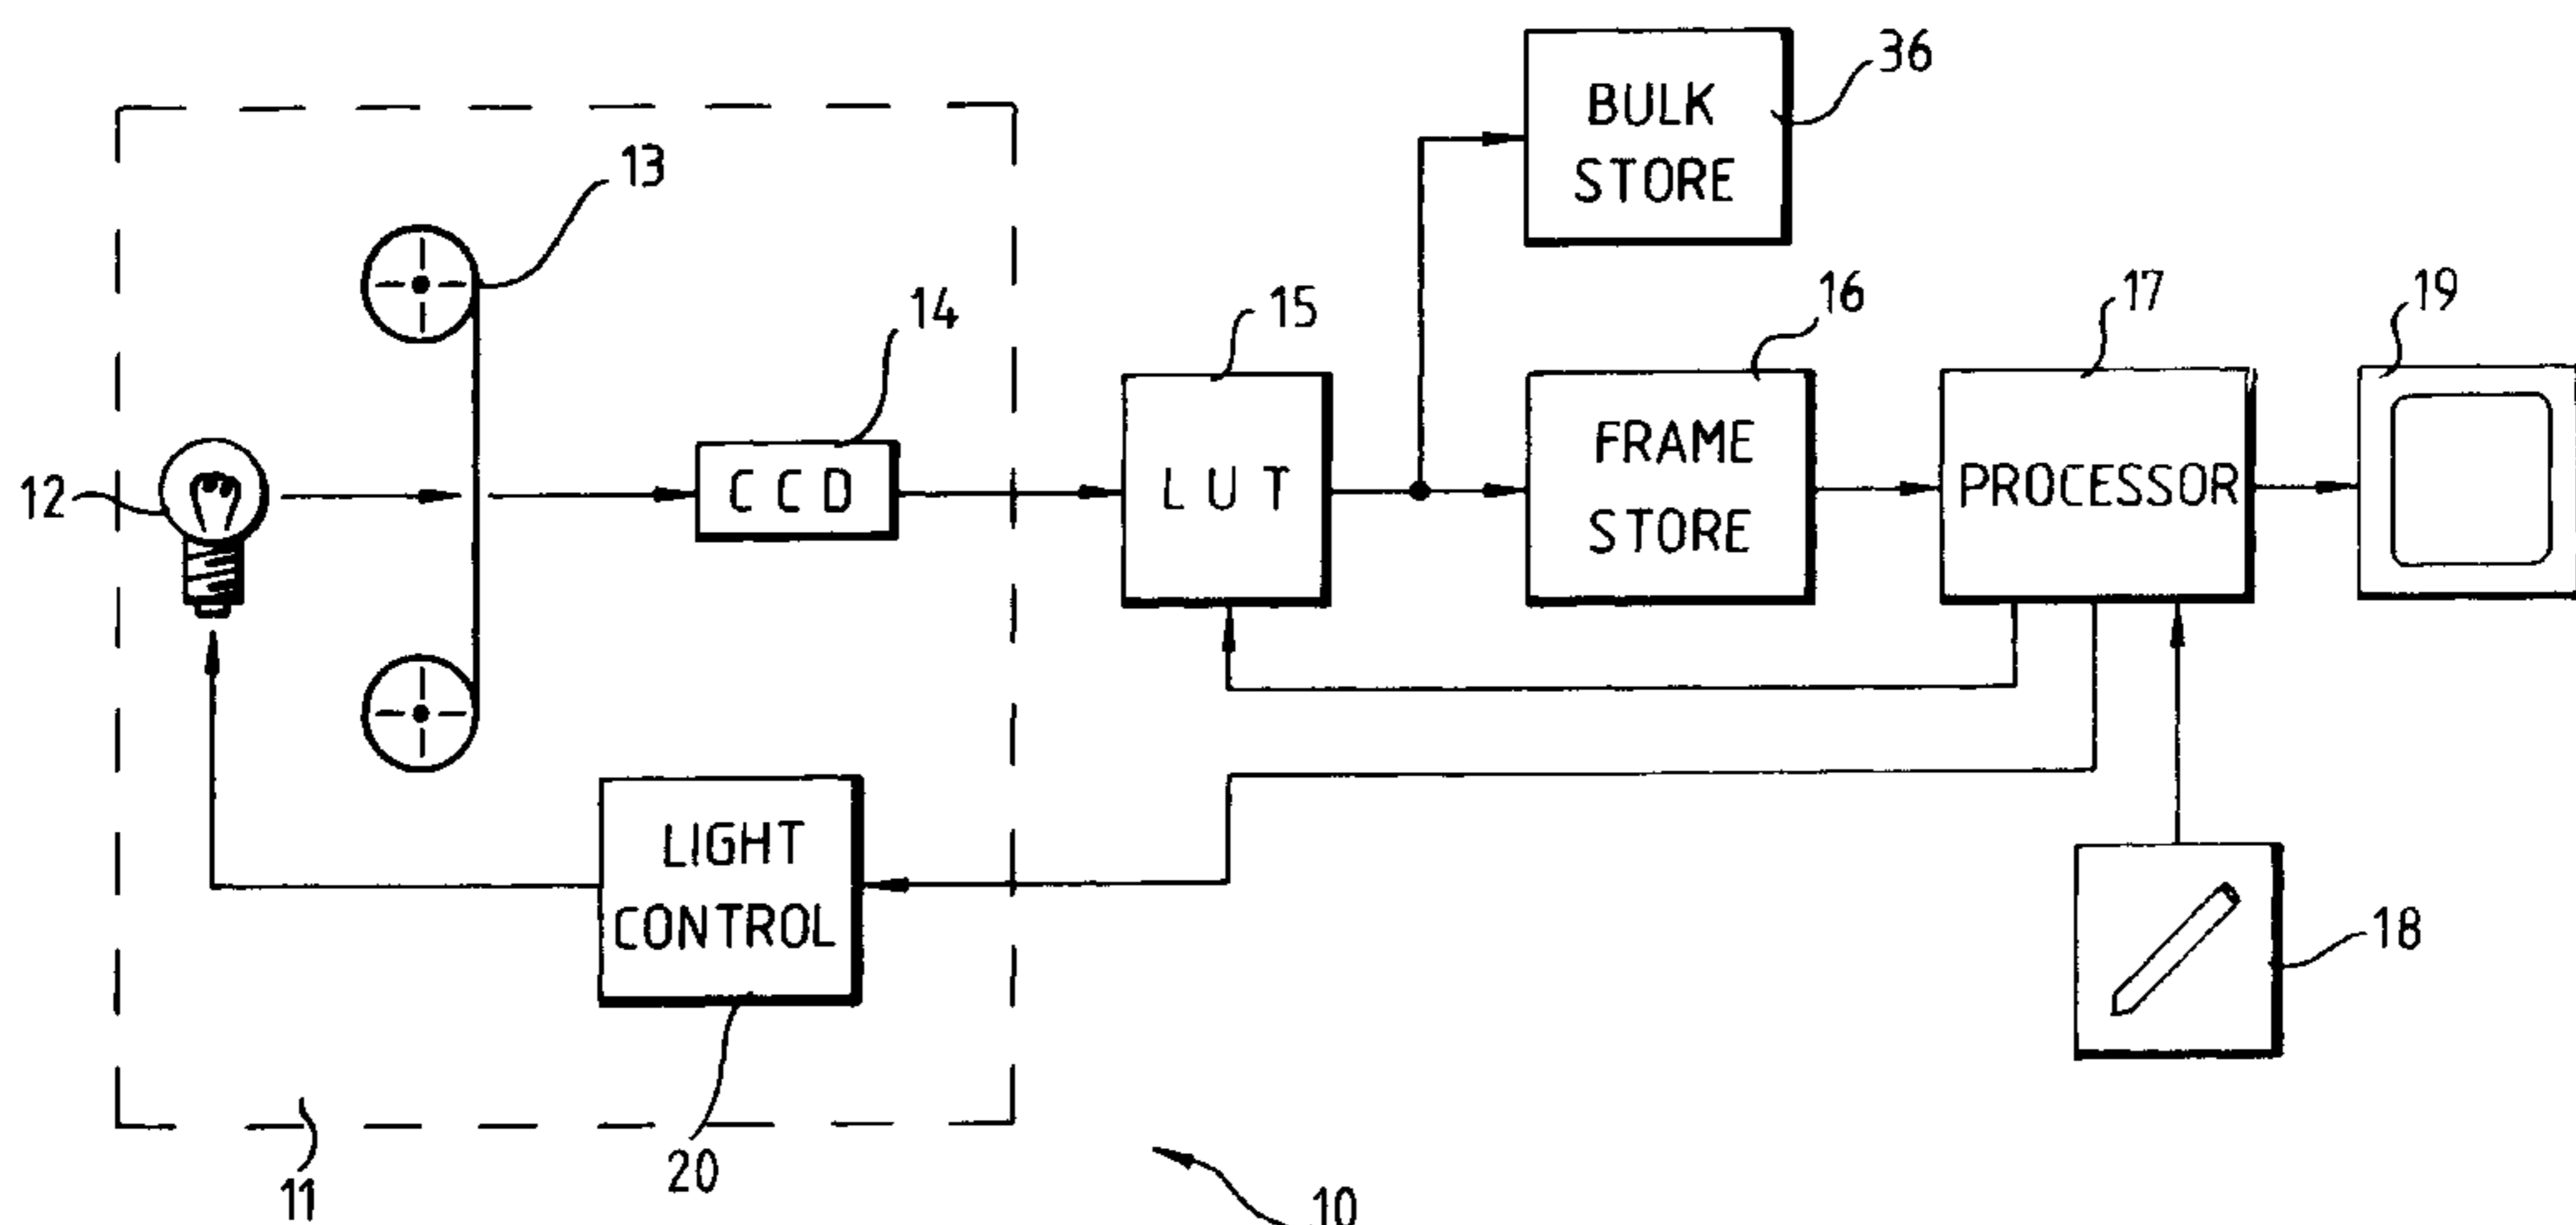 36
BULK
STORE
13
14
15
16
17
19
12
CCD
LUT
FRAME
STORE
PROCESSOR
LIGHT
CONTROL
18
11
20
10